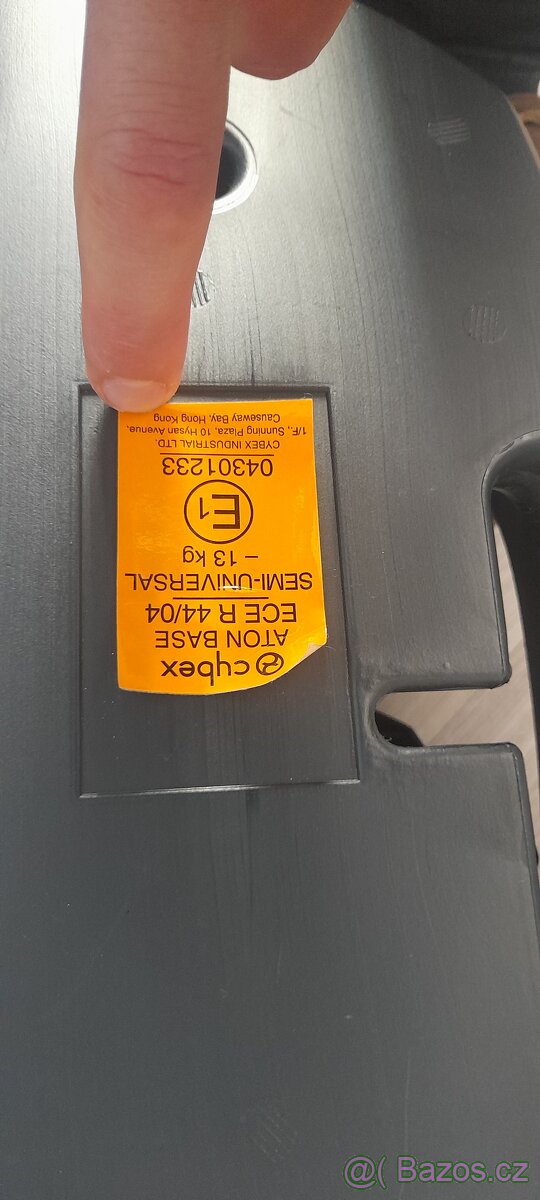 cybex
ATON BASE
ECE R 44/04
SEMI-UNIVERSAL
– 13 kg
E1
04301233
CYBEX INDUSTRIAL LTD.
1/F., Sunning Plaza, 10 Hysan Avenue,
Causeway Bay, Hong Kong
@( Bazos.cz